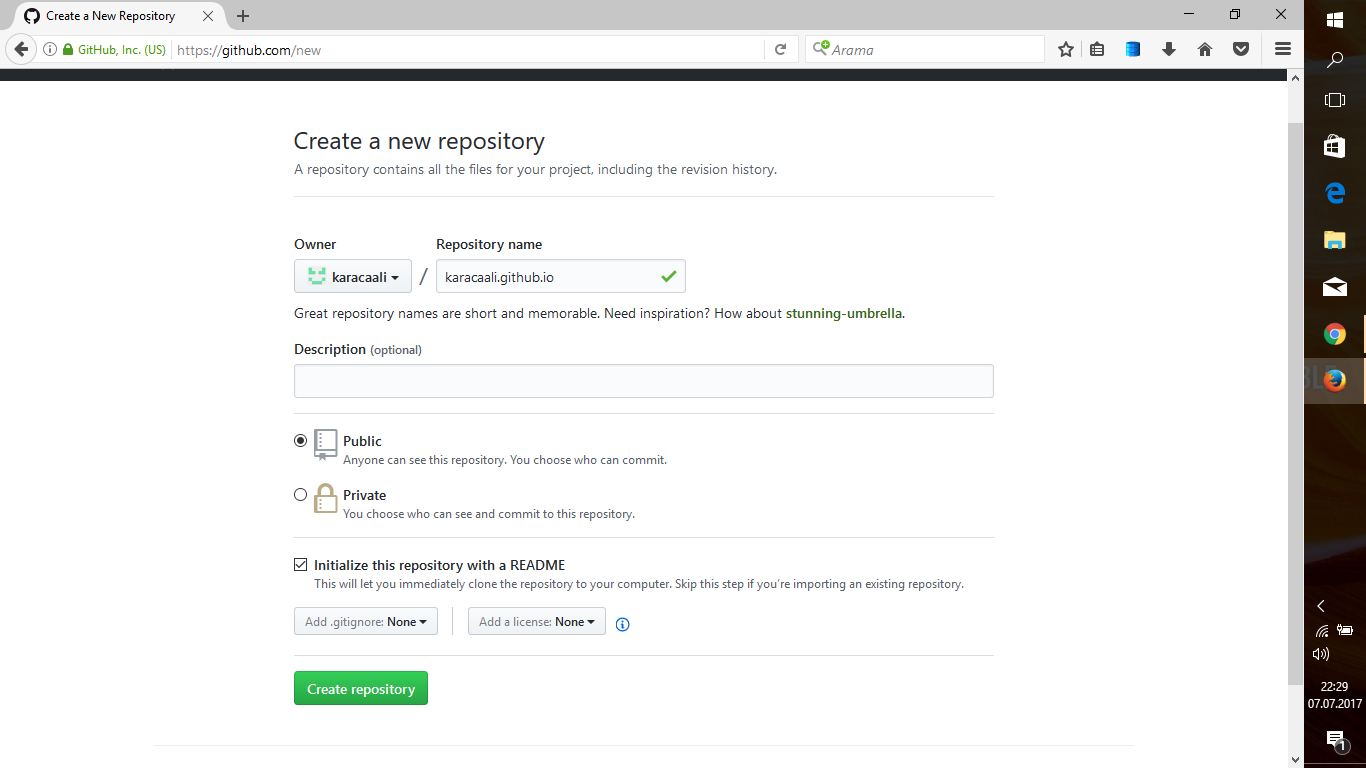 Create a New Repository
GitHub, Inc. (US)
https://github.com/new
Arama
Create a new repository
A repository contains all the files for your project, including the revision history.
Owner
Repository name
karacaali
/
karacaali.github.io
Great repository names are short and memorable. Need inspiration? How about stunning-umbrella.
Description (optional)
Public
Anyone can see this repository. You choose who can commit.
Private
You choose who can see and commit to this repository.
Initialize this repository with a README
This will let you immediately clone the repository to your computer. Skip this step if you're importing an existing repository.
Add .gitignore: None
Add a license: None
Create repository
22:29
07.07.2017
1